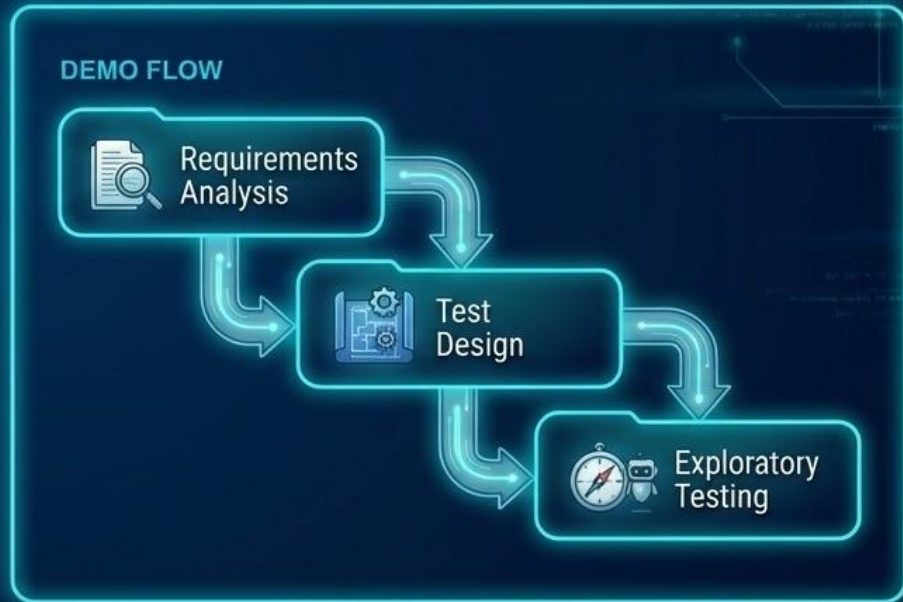 DEMO FLOW
Requirements
Analysis
Test
Design
Exploratory
Testing